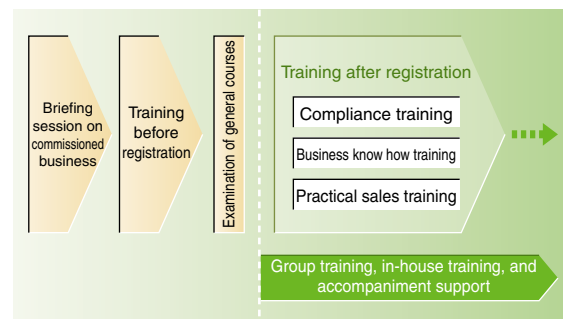 Briefing
session on
commissioned
business
Training
before
registration
Examination of general courses
Training after registration
Compliance training
Business know how training
Practical sales training
Group training, in-house training, and
accompaniment support